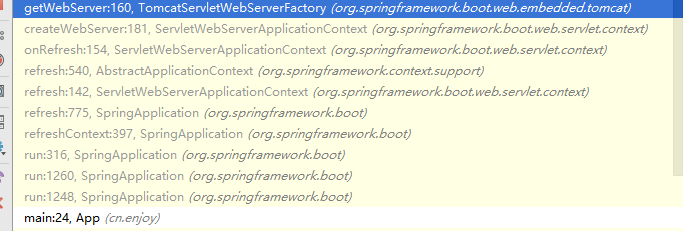 getWebServer:160, TomcatServletWebServerFactory (org.springframework.boot.web.embedded.tomcat)
createWebServer:181, ServletWebServerApplicationContext (org.springframework.boot.web.servlet.context)
onRefresh:154, ServletWebServerApplicationContext (org.springframework.boot.web.servlet.context)
refresh:540, AbstractApplicationContext (org.springframework.context.support)
refresh:142, ServletWebServerApplicationContext (org.springframework.boot.web.servlet.context)
refresh:775, SpringApplication (org.springframework.boot)
refreshContext:397, SpringApplication (org.springframework.boot)
run:316, SpringApplication (org.springframework.boot)
run:1260, SpringApplication (org.springframework.boot)
run:1248, SpringApplication (org.springframework.boot)
main:24, App (cn.enjoy)